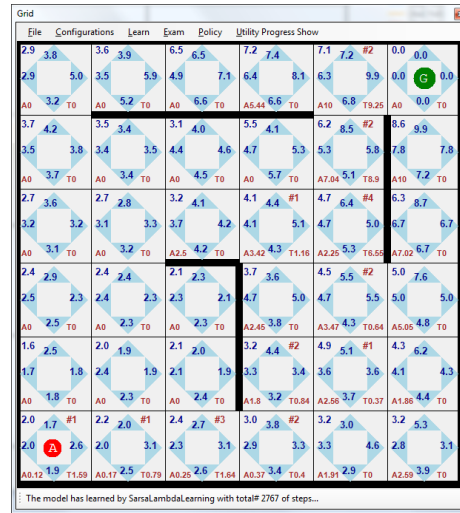 Grid
File Configurations Learn Exam Policy Utility Progress Show
2.9 3.8 3.6 3.9 6.5 6.5 7.2 7.4 7.1 7.2 #2 0.0 0.0
2.9 5.0 3.5 5.9 4.9 7.1 6.4 8.1 6.3 9.9 0.0 G 0.0
A0 3.2 T0 A0 5.2 T0 A0 6.6 T0 A5.44 6.6 T0 A10 6.8 T9.25 A0 0.0 T0
3.7 4.2 3.5 3.4 3.1 4.0 5.5 4.1 6.2 8.5 #2 8.6 9.9
3.5 3.8 3.4 3.5 4.4 4.6 4.7 5.3 5.3 5.8 7.8 7.8
A0 3.7 T0 A0 3.4 T0 A0 4.5 T0 A0 5.7 T0 A7.04 5.1 T8.9 A10 7.2 T0
2.7 3.6 2.7 2.8 3.2 4.1 4.1 4.4 #1 4.7 6.4 #4 6.3 8.7
3.2 3.2 3.1 3.3 3.7 4.2 4.1 5.1 4.7 5.0 6.7 6.7
A0 3.1 T0 A0 3.2 T0 A2.5 4.2 T0 A3.42 4.3 T1.16 A2.25 5.3 T6.55 A7.02 6.7 T0
2.4 2.9 2.4 2.4 2.1 2.3 3.7 3.6 4.5 5.5 #2 5.0 7.6
2.5 2.3 2.4 2.3 2.3 2.1 4.7 5.0 4.7 5.5 5.0 5.0
A0 2.5 T0 A0 2.3 T0 A0 2.3 T0 A2.45 3.8 T0 A3.47 4.3 T0.64 A5.05 4.8 T0
1.6 2.5 2.0 1.9 2.1 2.0 3.2 4.4 #2 4.9 5.1 #1 4.3 6.2
1.7 1.8 2.4 1.9 2.1 1.9 3.3 3.4 3.6 3.6 4.1 4.1
A0 1.8 T0 A0 2.3 T0 A0 2.4 T0 A1.8 3.2 T0.84 A2.56 3.7 T0.37 A1.86 4.4 T0
2.0 1.7 #1 2.2 2.0 #1 2.4 2.7 #3 3.0 3.8 #2 3.2 3.0 3.2 5.3
2.0 A 2.6 2.0 3.1 2.3 3.1 2.9 3.3 3.3 4.6 2.8 3.1
A0.12 1.9 T1.59 A0.17 2.5 T0.79 A0.25 2.6 T1.64 A0.37 3.4 T0.4 A1.91 2.9 T0 A2.59 3.9 T0
The model has learned by SarsaLambdaLearning with total# 2767 of steps...